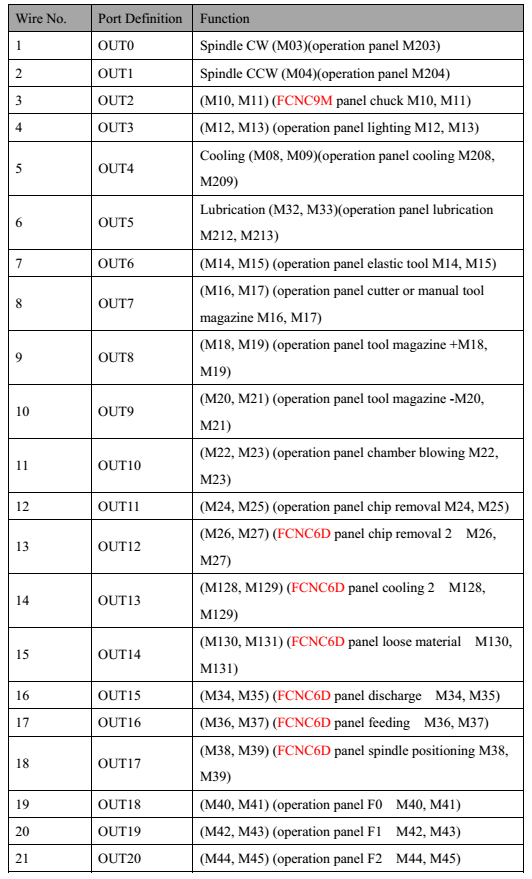 Wire No. Port Definition Function
1 OUT0 Spindle CW (M03)(operation panel M203)
2 OUT1 Spindle CCW (M04)(operation panel M204)
3 OUT2 (M10, M11) (FCNC9M panel chuck M10, M11)
4 OUT3 (M12, M13) (operation panel lighting M12, M13)
5 OUT4 Cooling (M08, M09)(operation panel cooling M208,
M209)
6 OUT5 Lubrication (M32, M33)(operation panel lubrication
M212, M213)
7 OUT6 (M14, M15) (operation panel elastic tool M14, M15)
8 OUT7 (M16, M17) (operation panel cutter or manual tool
magazine M16, M17)
9 OUT8 (M18, M19) (operation panel tool magazine +M18,
M19)
10 OUT9 (M20, M21) (operation panel tool magazine -M20,
M21)
11 OUT10 (M22, M23) (operation panel chamber blowing M22,
M23)
12 OUT11 (M24, M25) (operation panel chip removal M24, M25)
13 OUT12 (M26, M27) (FCNC6D panel chip removal 2 M26,
M27)
14 OUT13 (M128, M129) (FCNC6D panel cooling 2 M128,
M129)
15 OUT14 (M130, M131) (FCNC6D panel loose material M130,
M131)
16 OUT15 (M34, M35) (FCNC6D panel discharge M34, M35)
17 OUT16 (M36, M37) (FCNC6D panel feeding M36, M37)
18 OUT17 (M38, M39) (FCNC6D panel spindle positioning M38,
M39)
19 OUT18 (M40, M41) (operation panel F0 M40, M41)
20 OUT19 (M42, M43) (operation panel F1 M42, M43)
21 OUT20 (M44, M45) (operation panel F2 M44, M45)